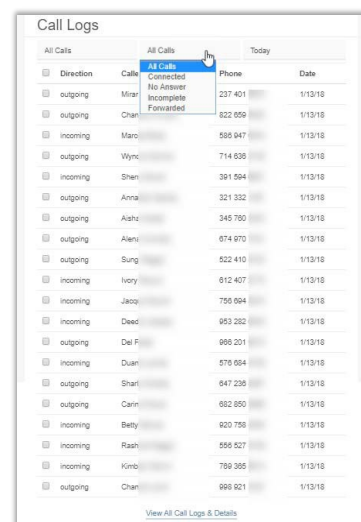 Call Logs
All Calls All Calls Today
All Calls
Connected
No Answer
Incomplete
Forwarded
Direction Calle Phone Date
outgoing Mirar 237 401 1/13/18
outgoing Chan 822 659 1/13/18
incoming Marc 586 947 1/13/18
outgoing Wync 714 636 1/13/18
incoming Sher 391 594 1/13/18
outgoing Anna 321 332 1/13/18
outgoing Aisha 345 760 1/13/18
outgoing Alen 674 970 1/13/18
outgoing Sung 522 410 1/13/18
incoming Ivory 612 407 1/13/18
incoming Jacq 756 694 1/13/18
incoming Deed 953 282 1/13/18
outgoing Del F 966 201 1/13/18
incoming Duan 576 684 1/13/18
outgoing Shari 647 236 1/13/18
outgoing Carin 682 850 1/13/18
incoming Betty 920 758 1/13/18
incoming Rash 556 527 1/13/18
incoming Kimb 769 365 1/13/18
outgoing Chan 998 921 1/13/18
View All Call Logs & Details